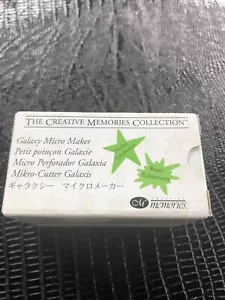 THE CREATIVE MEMORIES COLLECTION™
Galaxy Micro Maker
Petit poinçon Galaxie
Micro Perforador Galaxia
Mikro-Cutter Galaxis
ギャラクシー マイクロメーカー
M
memories